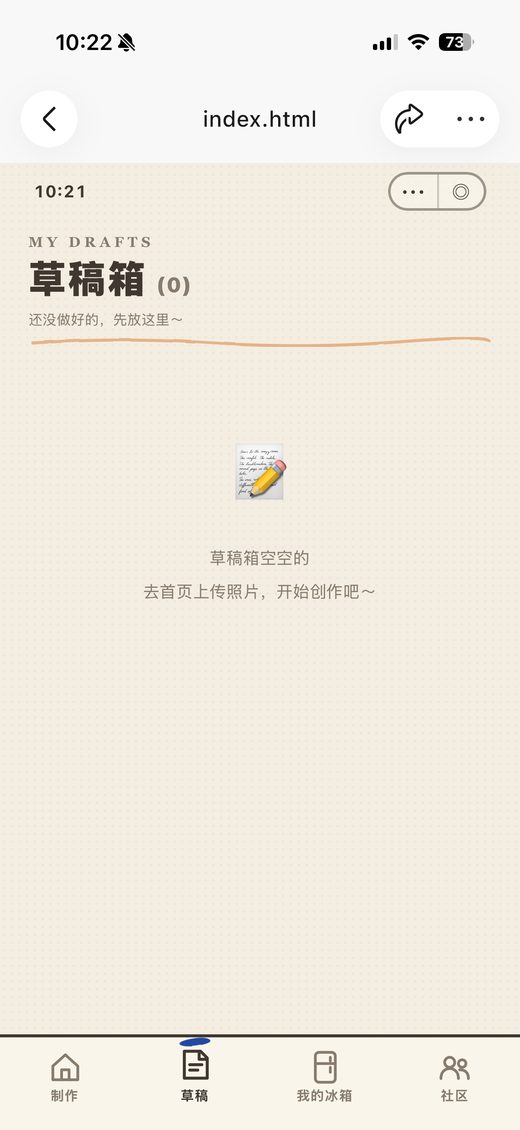 10:22
73
index.html
10:21
MY DRAFTS
草稿箱 (0)
还没做好的，先放这里～
草稿箱空空的
去首页上传照片，开始创作吧～
制作
草稿
我的冰箱
社区